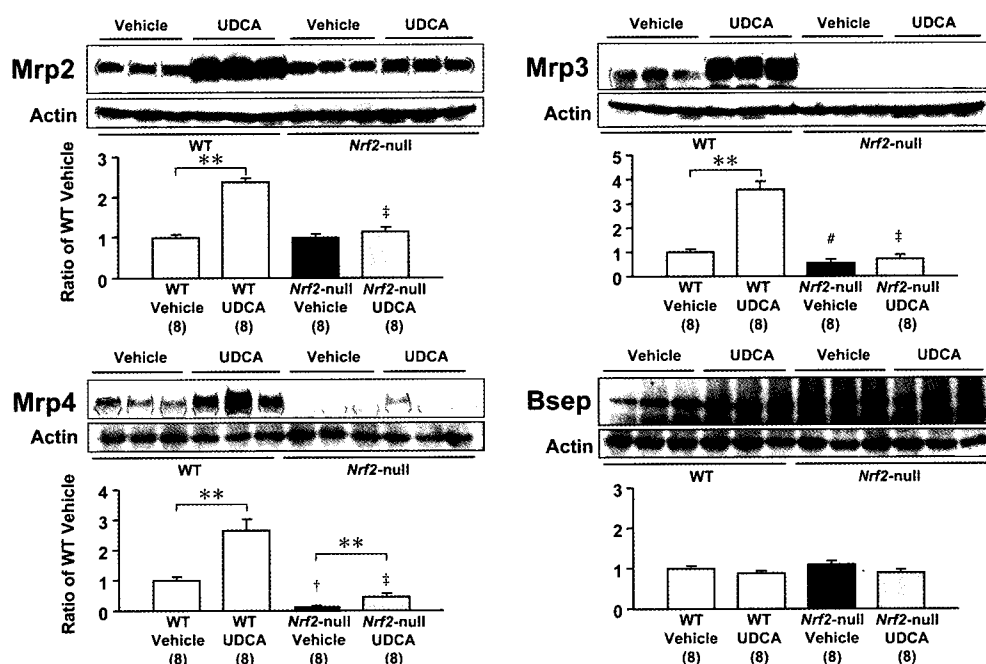 Vehicle UDCA Vehicle UDCA
Mrp2
Actin
WT Nrf2-null
Ratio of WT Vehicle
3
2
1
0
**
‡
WT WT Nrf2-null Nrf2-null
Vehicle UDCA Vehicle UDCA
(8) (8) (8) (8)
Vehicle UDCA Vehicle UDCA
Mrp3
Actin
WT Nrf2-null
5
4
3
2
1
0
**
# ‡
WT WT Nrf2-null Nrf2-null
Vehicle UDCA Vehicle UDCA
(8) (8) (8) (8)
Vehicle UDCA Vehicle UDCA
Mrp4
Actin
WT Nrf2-null
Ratio of WT Vehicle
4
3
2
1
0
**
**
† ‡
WT WT Nrf2-null Nrf2-null
Vehicle UDCA Vehicle UDCA
(8) (8) (8) (8)
Vehicle UDCA Vehicle UDCA
Bsep
Actin
WT Nrf2-null
3
2
1
0
WT WT Nrf2-null Nrf2-null
Vehicle UDCA Vehicle UDCA
(8) (8) (8) (8)